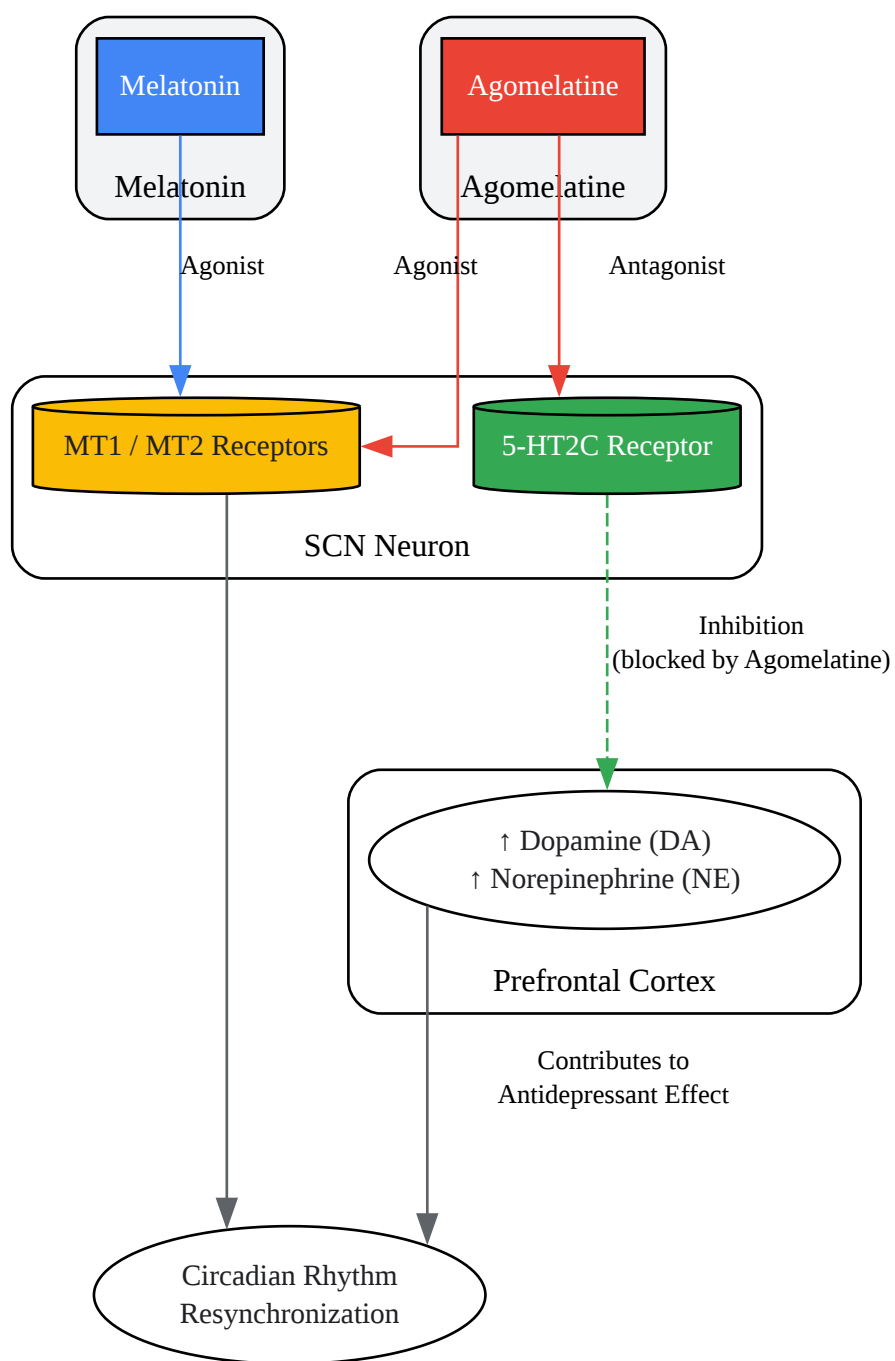 Melatonin
Agomelatine
Melatonin
Agomelatine
Agonist
Agonist
Antagonist
MT1 / MT2 Receptors
5-HT2C Receptor
SCN Neuron
Inhibition
(blocked by Agomelatine)
↑ Dopamine (DA)
↑ Norepinephrine (NE)
Prefrontal Cortex
Contributes to
Antidepressant Effect
Circadian Rhythm
Resynchronization